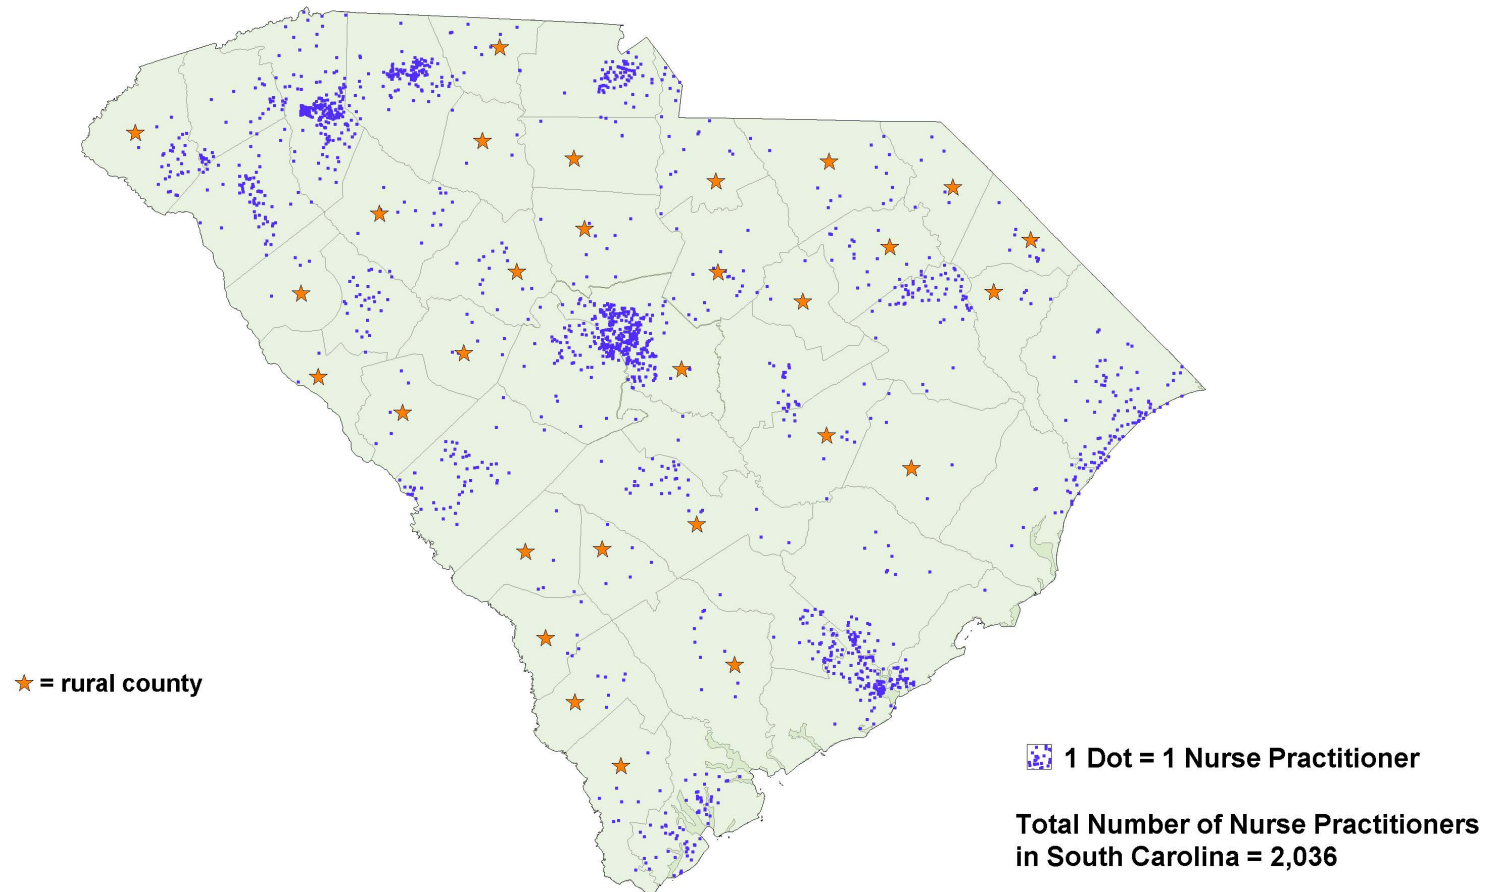 = rural county
1 Dot = 1 Nurse Practitioner
Total Number of Nurse Practitioners
in South Carolina = 2,036